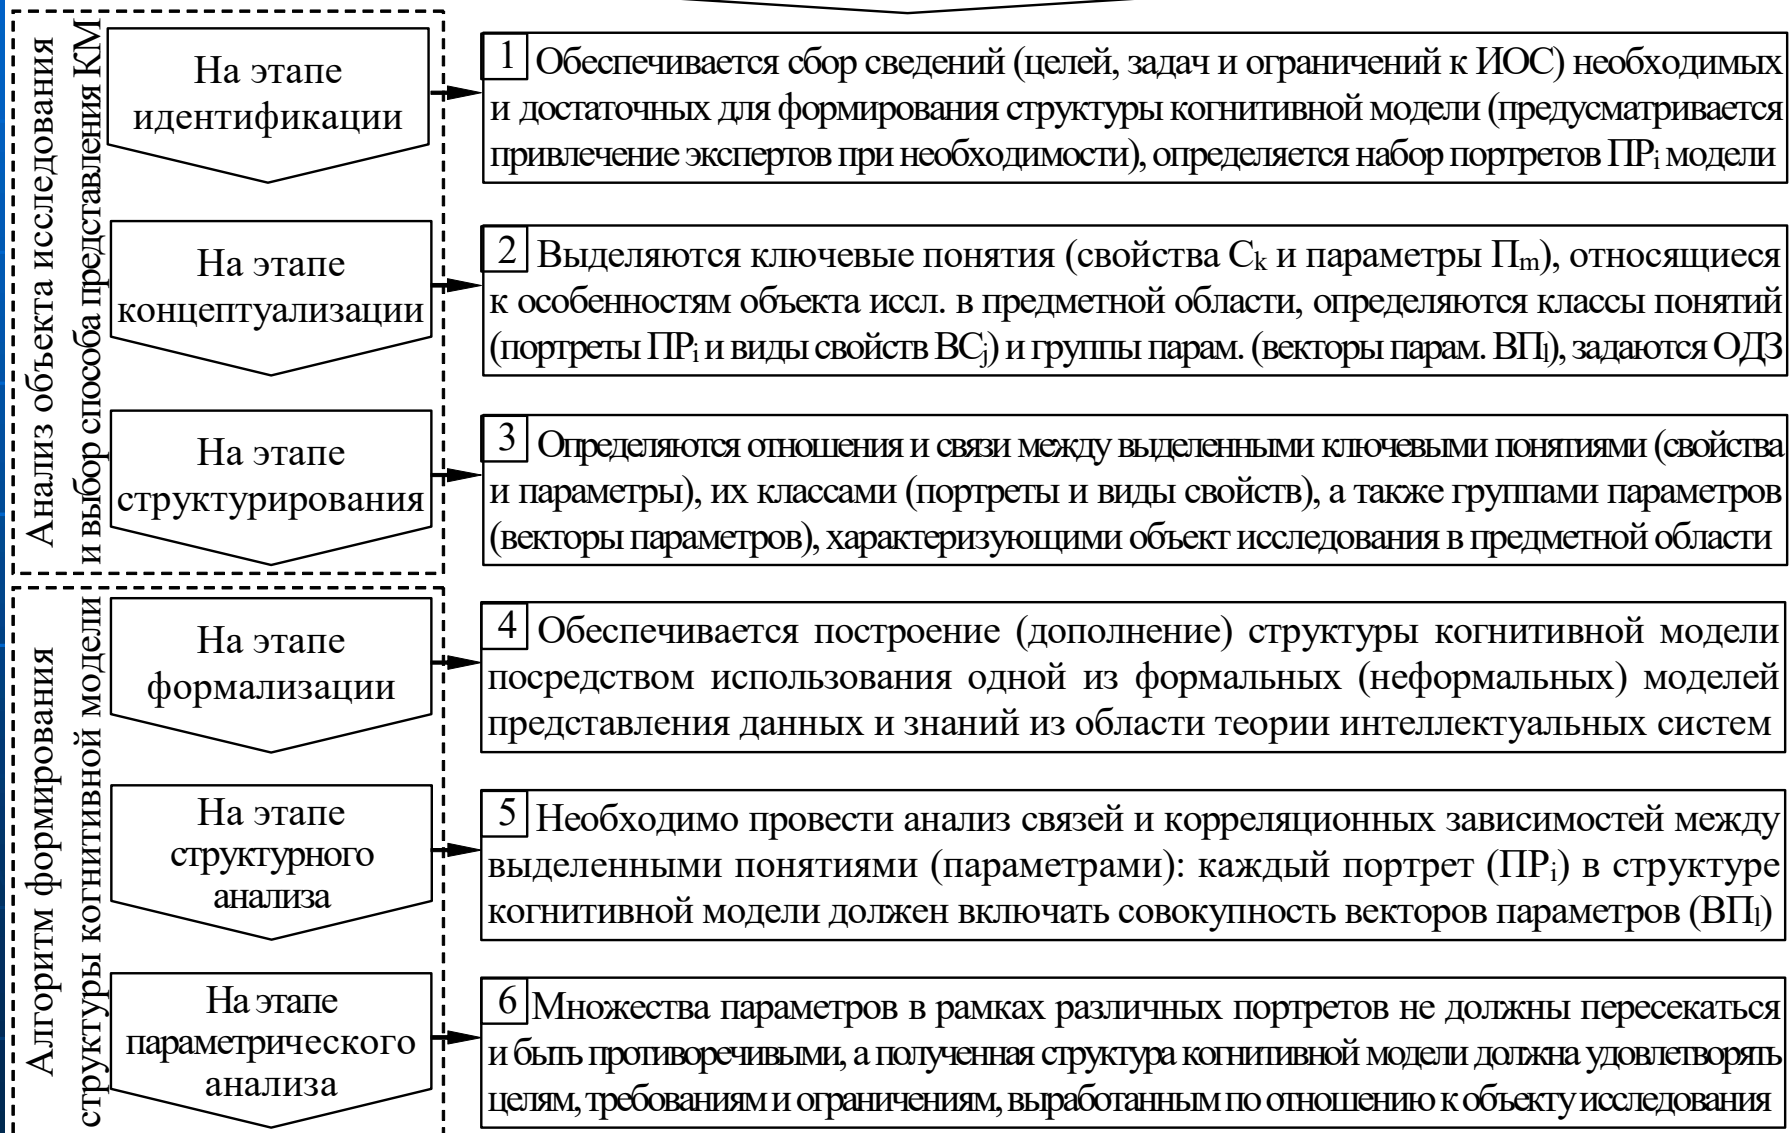 Анализ объекта исследования
и выбор способа представления КМ
На этапе
идентификации
1 Обеспечивается сбор сведений (целей, задач и ограничений к ИОС) необходимых
и достаточных для формирования структуры когнитивной модели (предусматривается
привлечение экспертов при необходимости), определяется набор портретов ПРi модели
На этапе
концептуализации
2 Выделяются ключевые понятия (свойства Сk и параметры Пm), относящиеся
к особенностям объекта иссл. в предметной области, определяются классы понятий
(портреты ПРi и виды свойств ВСj) и группы парам. (векторы парам. ВПl), задаются ОДЗ
На этапе
структурирования
3 Определяются отношения и связи между выделенными ключевыми понятиями (свойства
и параметры), их классами (портреты и виды свойств), а также группами параметров
(векторы параметров), характеризующими объект исследования в предметной области
Алгоритм формирования
структуры когнитивной модели
На этапе
формализации
4 Обеспечивается построение (дополнение) структуры когнитивной модели
посредством использования одной из формальных (неформальных) моделей
представления данных и знаний из области теории интеллектуальных систем
На этапе
структурного
анализа
5 Необходимо провести анализ связей и корреляционных зависимостей между
выделенными понятиями (параметрами): каждый портрет (ПРi) в структуре
когнитивной модели должен включать совокупность векторов параметров (ВПl)
На этапе
параметрического
анализа
6 Множества параметров в рамках различных портретов не должны пересекаться
и быть противоречивыми, а полученная структура когнитивной модели должна удовлетворять
целям, требованиям и ограничениям, выработанным по отношению к объекту исследования